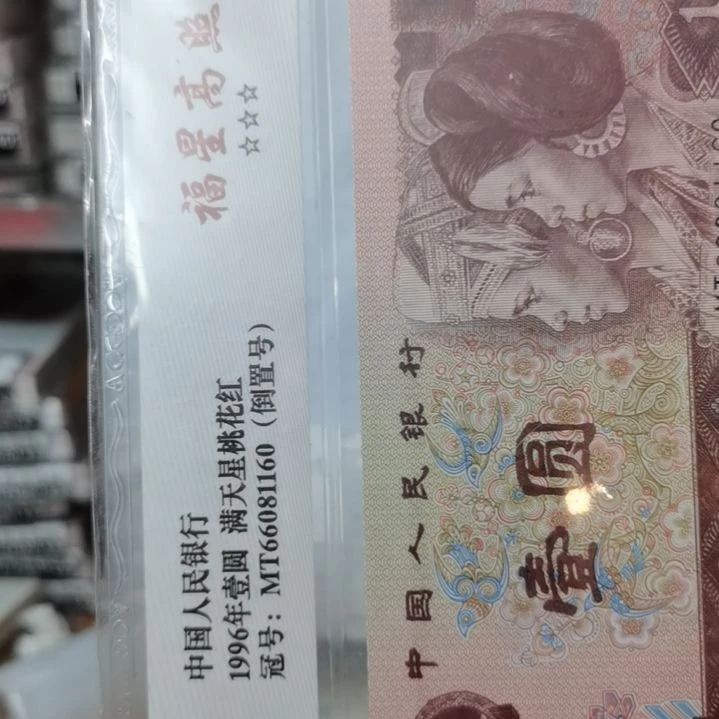 中国人民银行
1996年壹圆 满天星桃花红
冠号：MT66081160（倒置号）
福星高照
☆☆☆
中国人民银行
壹圆